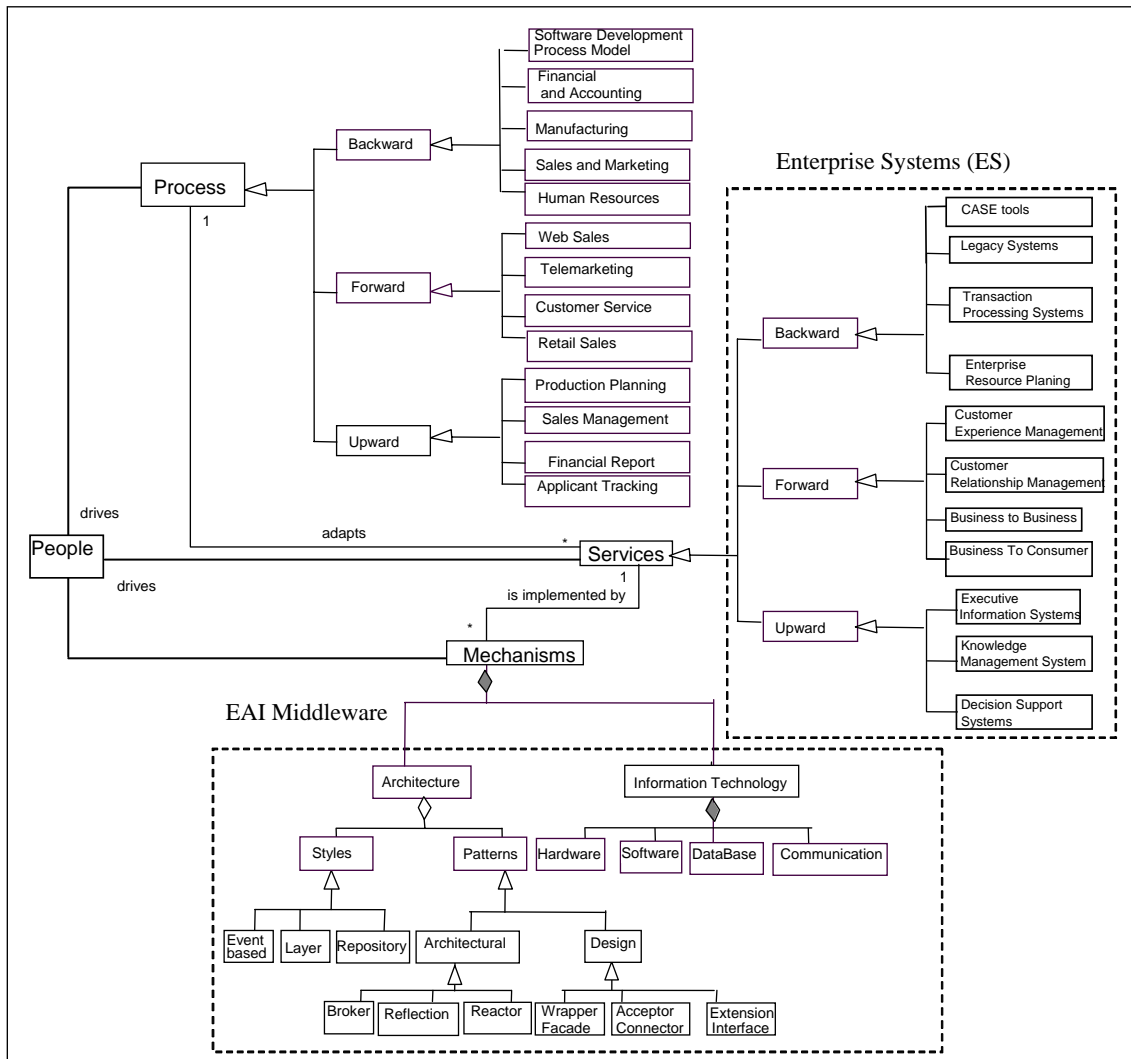 Software Development
Process Model
Financial
and Accounting
Manufacturing
Sales and Marketing
Human Resources
Backward
Process
1
Web Sales
Telemarketing
Customer Service
Retail Sales
Forward
Production Planning
Sales Management
Financial Report
Applicant Tracking
Upward
Enterprise Systems (ES)
CASE tools
Legacy Systems
Transaction
Processing Systems
Enterprise
Resource Planing
Backward
Customer
Experience Management
Customer
Relationship Management
Business to Business
Business To Consumer
Forward
Executive
Information Systems
Knowledge
Management System
Decision Support
Systems
Upward
drives
People
drives
adapts
*
Services
1
is implemented by
*
Mechanisms
EAI Middleware
Architecture
Information Technology
Styles
Patterns
Hardware
Software
DataBase
Communication
Event
based
Layer
Repository
Architectural
Design
Broker
Reflection
Reactor
Wrapper
Facade
Acceptor
Connector
Extension
Interface